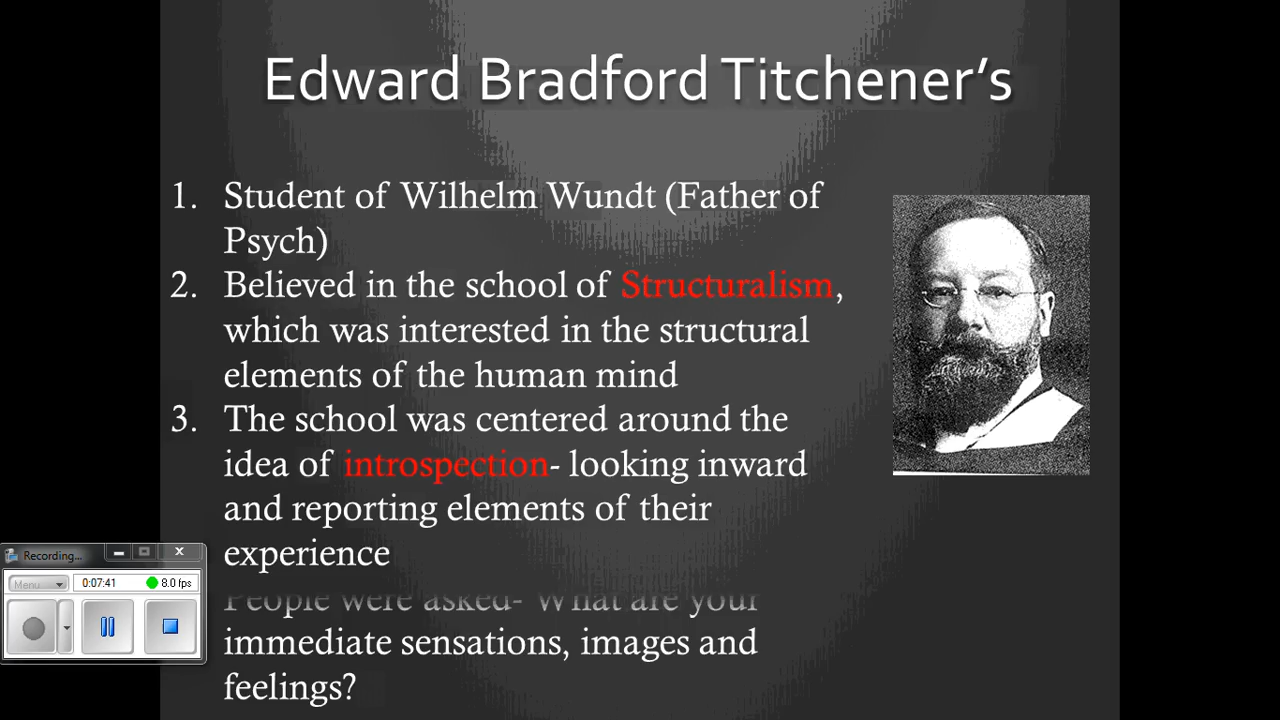 Edward Bradford Titchener’s
1. Student of Wilhelm Wundt (Father of
Psych)
2. Believed in the school of Structuralism,
which was interested in the structural
elements of the human mind
3. The school was centered around the
idea of introspection- looking inward
and reporting elements of their
experience
Recording...
Menu
0:07:41 8.0 fps
People were asked- What are your
immediate sensations, images and
feelings?